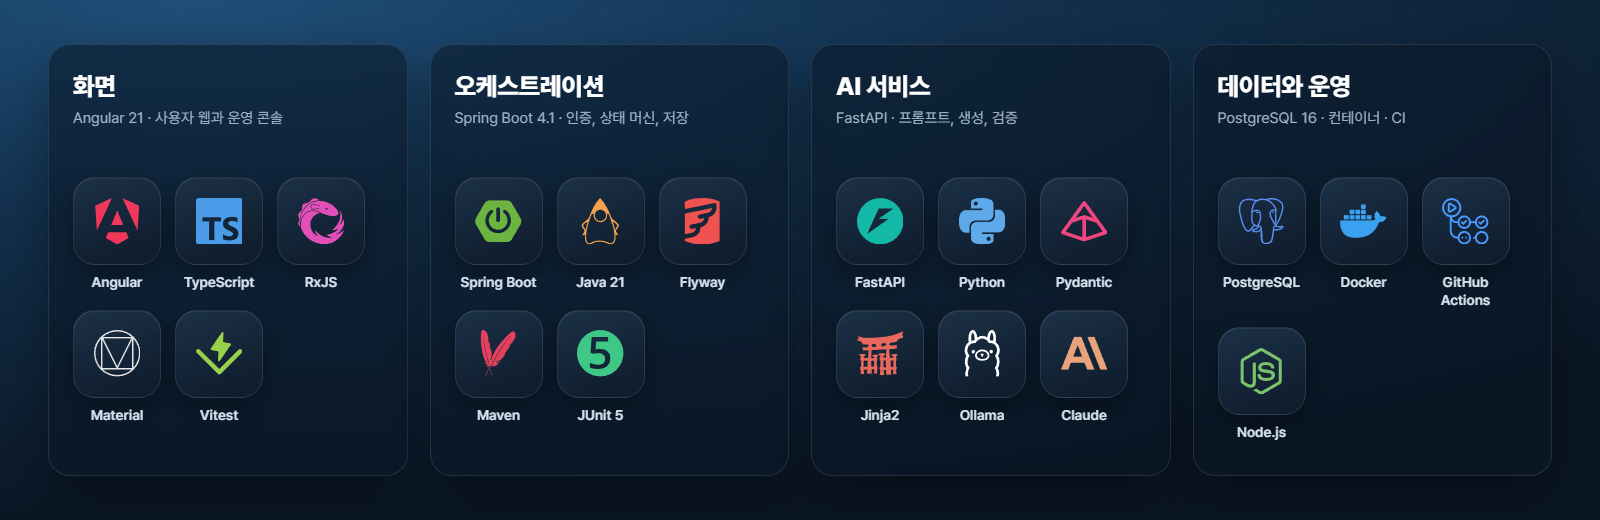 화면
Angular 21 · 사용자 웹과 운영 콘솔
TS
Angular
TypeScript
RxJS
Material
Vitest
오케스트레이션
Spring Boot 4.1 · 인증, 상태 머신, 저장
Spring Boot
Java 21
Flyway
5
Maven
JUnit 5
AI 서비스
FastAPI · 프롬프트, 생성, 검증
FastAPI
Python
Pydantic
AI
Jinja2
Ollama
Claude
데이터와 운영
PostgreSQL 16 · 컨테이너 · CI
PostgreSQL
Docker
GitHub
Actions
JS
Node.js